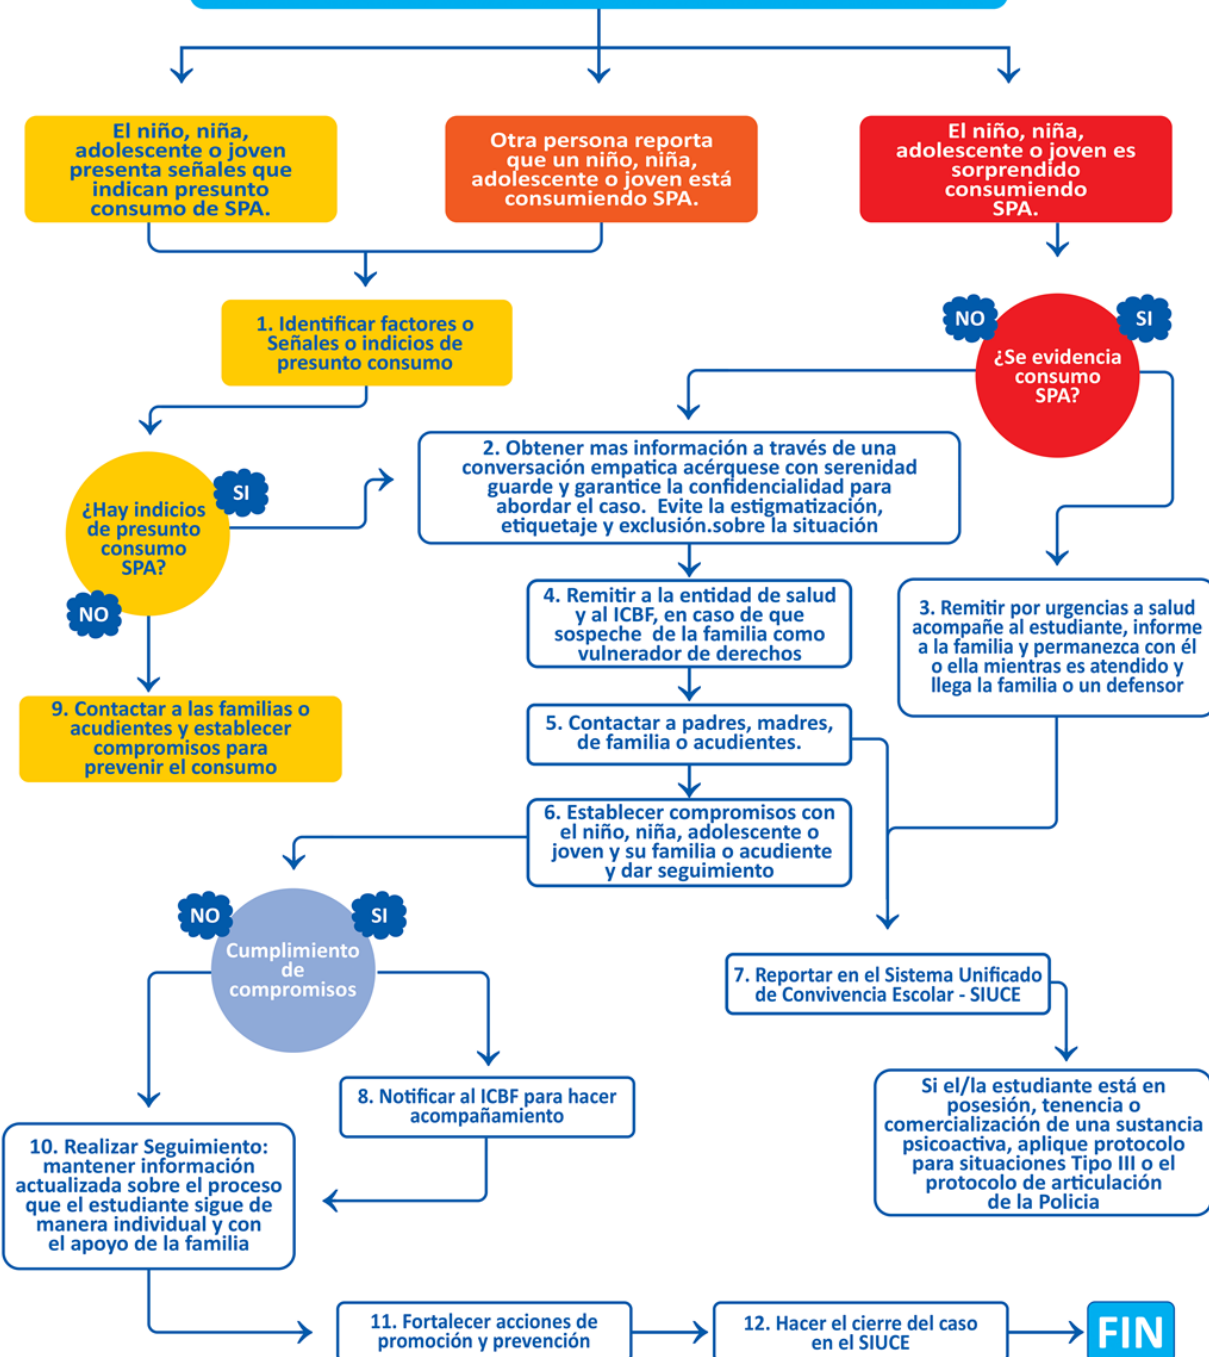 El niño, niña,
adolescente o joven
presenta señales que
indican presunto
consumo de SPA.
Otra persona reporta
que un niño, niña,
adolescente o joven está
consumiendo SPA.
El niño, niña,
adolescente o joven es
sorprendido
consumiendo
SPA.
1. Identificar factores o
Señales o indicios de
presunto consumo
NO
SI
¿Se evidencia
consumo
SPA?
2. Obtener mas información a través de una
conversación empatica acérquese con serenidad
guarde y garantice la confidencialidad para
abordar el caso. Evite la estigmatización,
etiquetaje y exclusión.sobre la situación
SI
¿Hay indicios
de presunto
consumo
SPA?
NO
4. Remitir a la entidad de salud
y al ICBF, en caso de que
sospeche de la familia como
vulnerador de derechos
3. Remitir por urgencias a salud
acompañe al estudiante, informe
a la familia y permanezca con él
o ella mientras es atendido y
llega la familia o un defensor
9. Contactar a las familias o
acudientes y establecer
compromisos para
prevenir el consumo
5. Contactar a padres, madres,
de familia o acudientes.
6. Establecer compromisos con
el niño, niña, adolescente o
joven y su familia o acudiente
y dar seguimiento
NO
SI
Cumplimiento
de
compromisos
7. Reportar en el Sistema Unificado
de Convivencia Escolar - SIUCE
8. Notificar al ICBF para hacer
acompañamiento
Si el/la estudiante está en
posesión, tenencia o
comercialización de una sustancia
psicoactiva, aplique protocolo
para situaciones Tipo III o el
protocolo de articulación
de la Policia
10. Realizar Seguimiento:
mantener información
actualizada sobre el proceso
que el estudiante sigue de
manera individual y con
el apoyo de la familia
11. Fortalecer acciones de
promoción y prevención
12. Hacer el cierre del caso
en el SIUCE
FIN